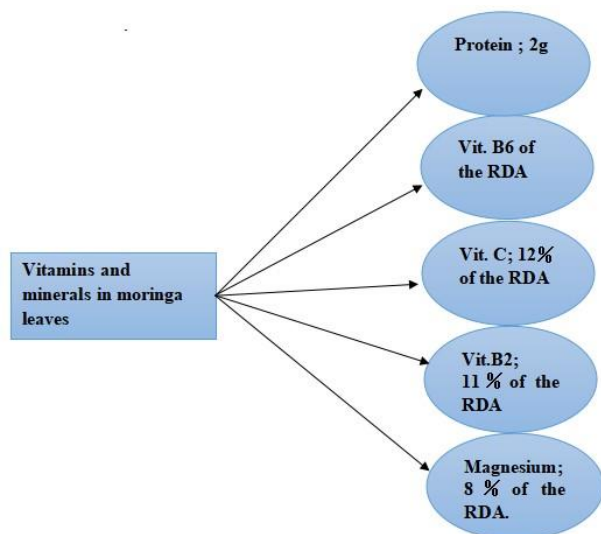 Protein ; 2g
Vit. B6 of
the RDA
Vitamins and
minerals in moringa
leaves
Vit. C; 12%
of the RDA
Vit.B2;
11 % of the
RDA
Magnesium;
8 % of the
RDA.